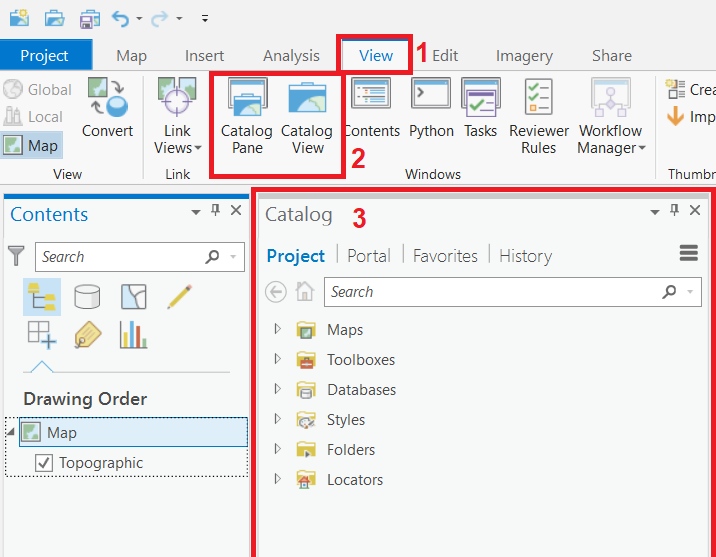 Project Map Insert Analysis View 1 Edit Imagery Share
Global
Local
Map
Convert
Link
Views
Catalog
Pane
Catalog
View
2
Contents
Python
Tasks
Reviewer
Rules
Workflow
Manager
Crea
Imp
View Link Windows Thumbn
Contents
Search
Drawing Order
Map
Topographic
Catalog 3
Project Portal Favorites History
Search
Maps
Toolboxes
Databases
Styles
Folders
Locators